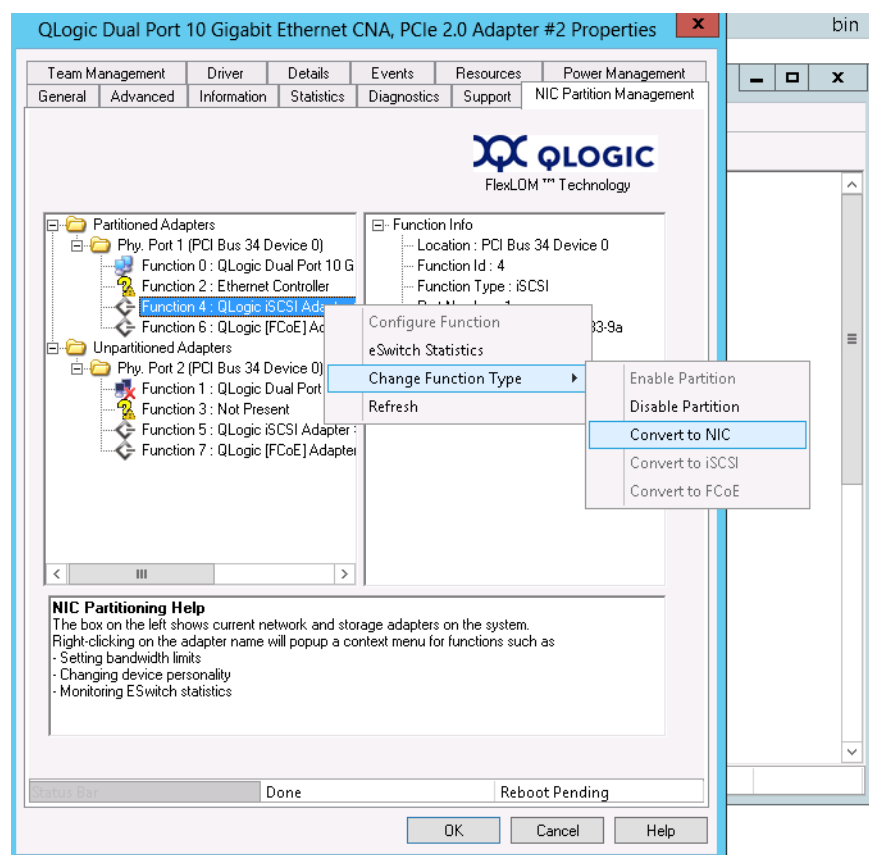 QLogic Dual Port 10 Gigabit Ethernet CNA, PCIe 2.0 Adapter #2 Properties
x
bin
x
Team Management Driver Details Events Resources Power Management
General Advanced Information Statistics Diagnostics Support NIC Partition Management
QLOGIC
FlexLOM ™ Technology
Partitioned Adapters
Phy. Port 1 (PCI Bus 34 Device 0)
Function 0 : QLogic Dual Port 10 G
Function 2 : Ethernet Controller
Function 4 : QLogic iSCSI
Function 6 : QLogic [FCoE]
Unpartitioned Adapters
Phy. Port 2 (PCI Bus 34 Device 0)
Function 1 : QLogic Dual Port
Function 3 : Not Present
Function 5 : QLogic iSCSI Adapter
Function 7 : QLogic [FCoE] Adapter
Function Info
Location : PCI Bus 34 Device 0
Function Id : 4
Function Type : iSCSI
33-9a
Configure Function
eSwitch Statistics
Change Function Type
Refresh
Enable Partition
Disable Partition
Convert to NIC
Convert to iSCSI
Convert to FCoE
NIC Partitioning Help
The box on the left shows current network and storage adapters on the system.
Right-clicking on the adapter name will popup a context menu for functions such as
- Setting bandwidth limits
- Changing device personality
- Monitoring ESwitch statistics
Status Bar Done Reboot Pending
OK Cancel Help